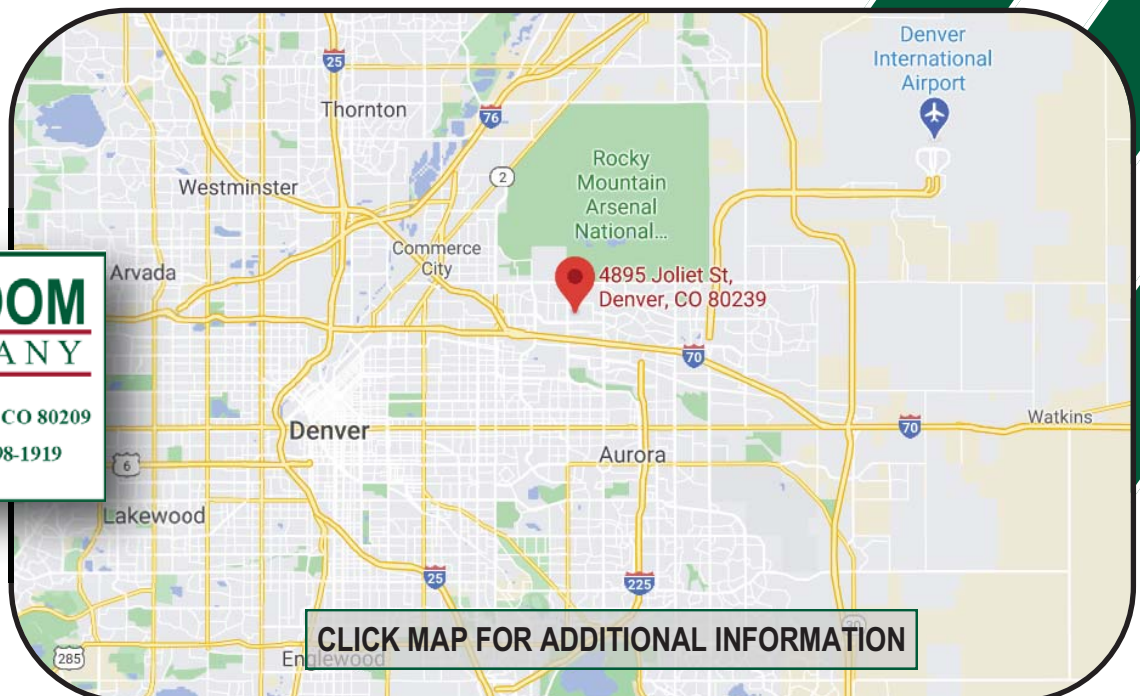 Denver
International
Airport
25
Thornton
76
Rocky
Mountain
Arsenal
National...
2
Westminster
Commerce
City
Arvada
4895 Joliet St,
Denver, CO 80239
OOM
ANY
CO 80209
98-1919
70
70
Watkins
Denver
Aurora
6
Lakewood
25
225
CLICK MAP FOR ADDITIONAL INFORMATION
285
Englewood